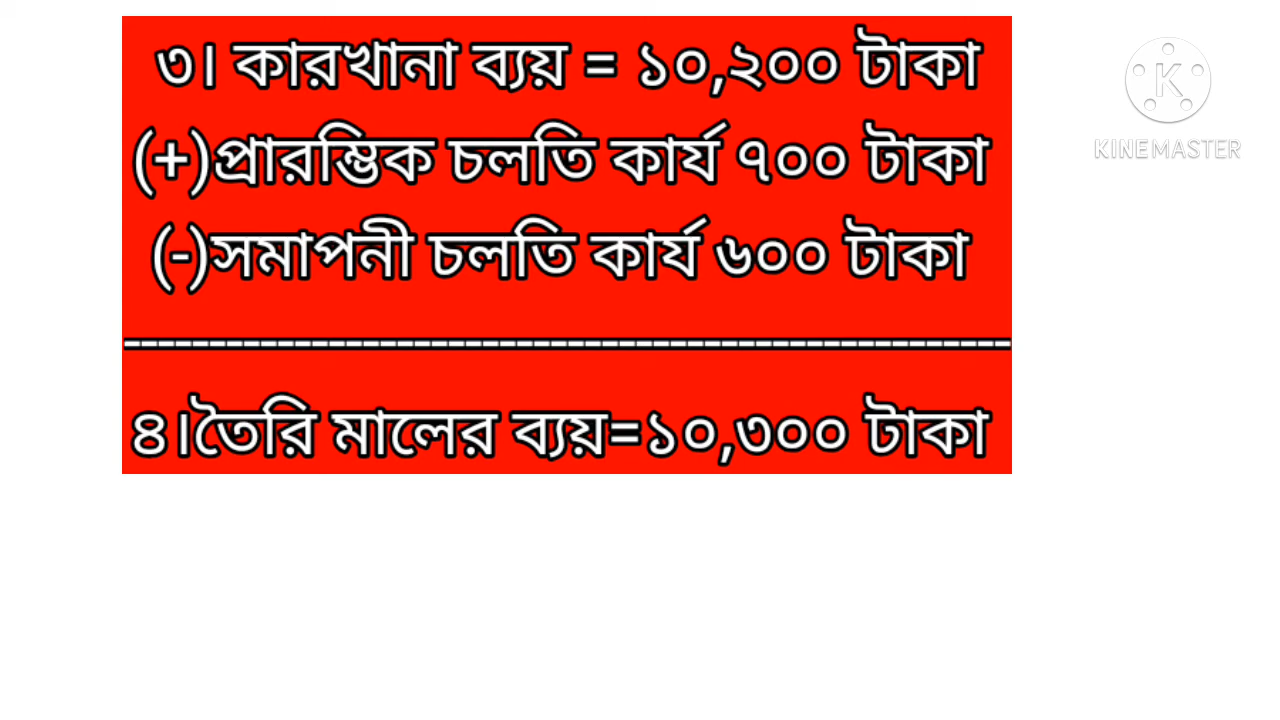 ৩। কারখানা ব্যয় = ১০,২০০ টাকা
(+)প্রারম্ভিক চলতি কার্য ৭০০ টাকা
(-)সমাপনী চলতি কার্য ৬০০ টাকা
৪।তৈরি মালের ব্যয়=১০,৩০০ টাকা
K
KINEMASTER